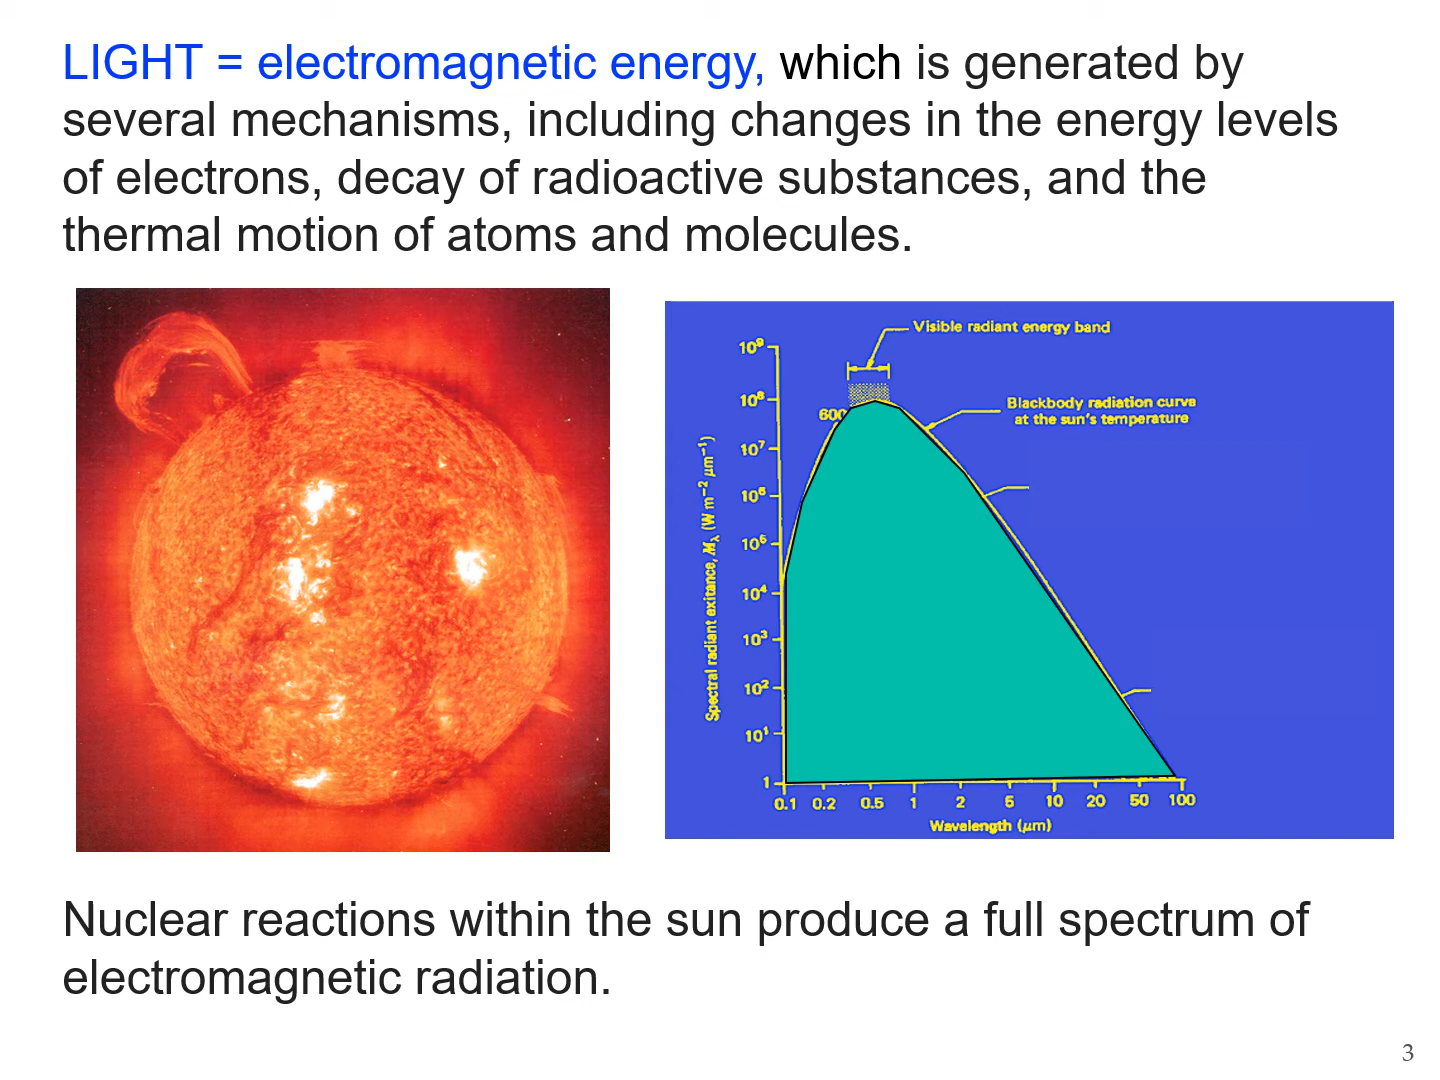 LIGHT = electromagnetic energy, which is generated by
several mechanisms, including changes in the energy levels
of electrons, decay of radioactive substances, and the
thermal motion of atoms and molecules.
Visible radiant energy band
10⁹
10⁸
600
Blackbody radiation curve
at the sun's temperature
10⁷
10⁶
10⁵
10⁴
10³
10²
10¹
1
Spectral radiant exitance, Mλ (W m⁻² μm⁻¹)
0.1 0.2 0.5 1 2 5 10 20 50 100
Wavelength (μm)
Nuclear reactions within the sun produce a full spectrum of
electromagnetic radiation.
3